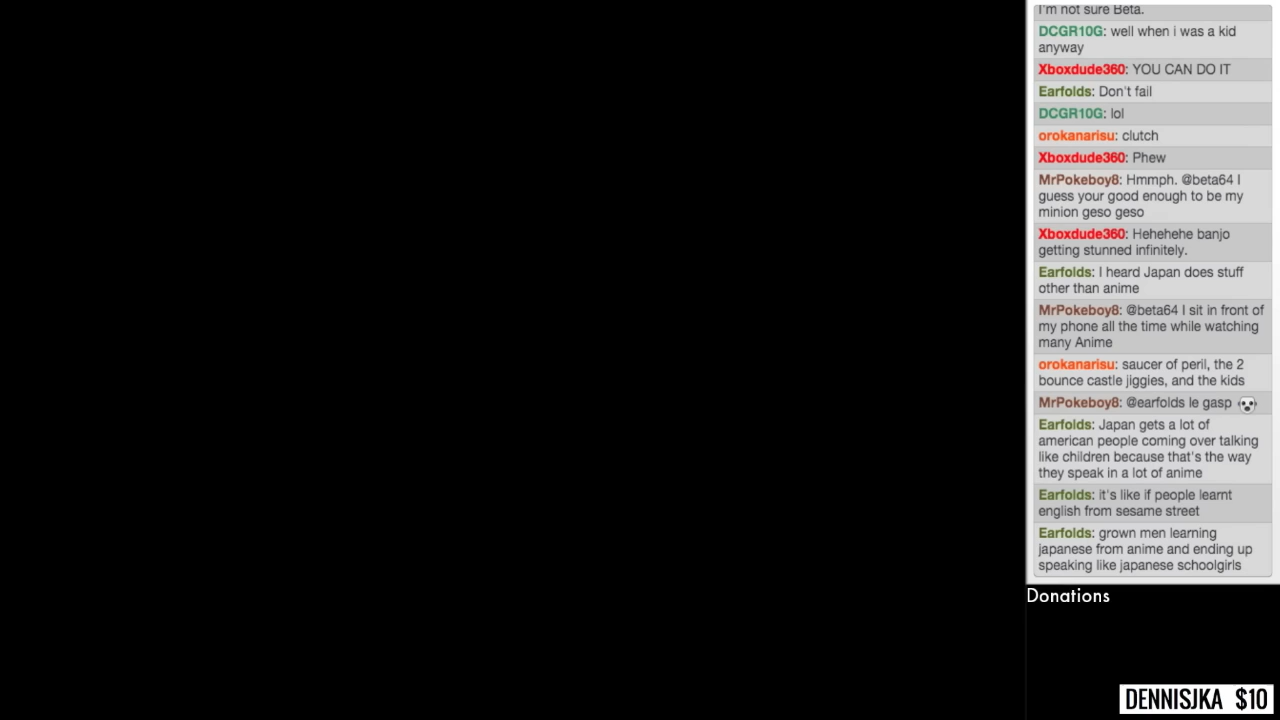 I'm not sure Beta.
DCGR10G: well when i was a kid
anyway
Xboxdude360: YOU CAN DO IT
Earfolds: Don't fail
DCGR10G: lol
orokanarisu: clutch
Xboxdude360: Phew
MrPokeboy8: Hmmph. @beta64 I
guess your good enough to be my
minion geso geso
Xboxdude360: Hehehehe banjo
getting stunned infinitely.
Earfolds: I heard Japan does stuff
other than anime
MrPokeboy8: @beta64 I sit in front of
my phone all the time while watching
many Anime
orokanarisu: saucer of peril, the 2
bounce castle jiggies, and the kids
MrPokeboy8: @earfolds le gasp
Earfolds: Japan gets a lot of
american people coming over talking
like children because that's the way
they speak in a lot of anime
Earfolds: it's like if people learnt
english from sesame street
Earfolds: grown men learning
japanese from anime and ending up
speaking like japanese schoolgirls
Donations
DENNISJKA $10